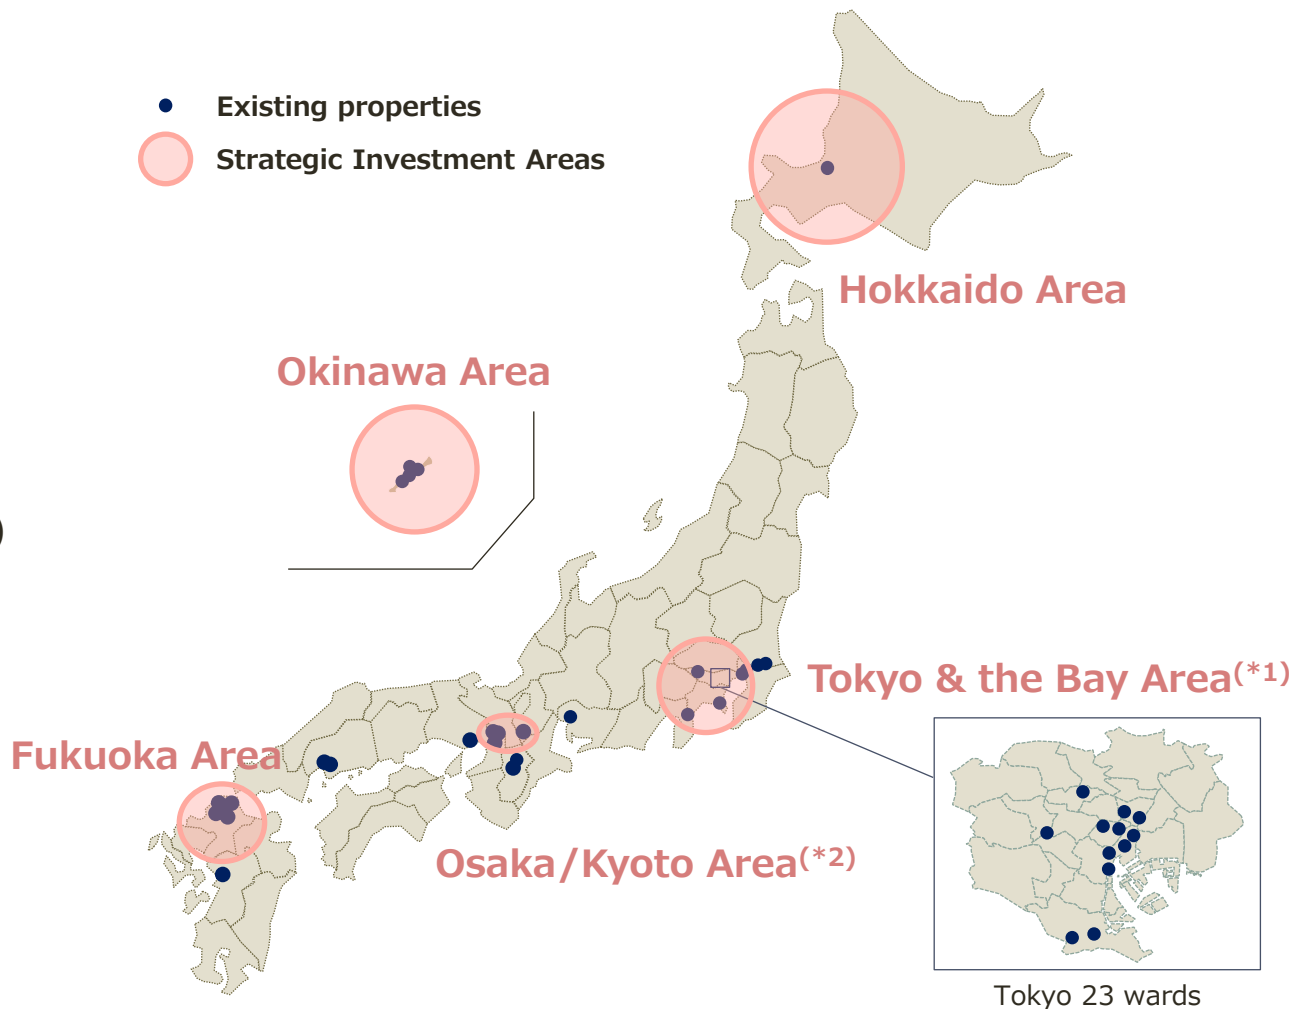 Existing properties
Strategic Investment Areas
Hokkaido Area
Okinawa Area
)
Tokyo & the Bay Area(*1)
Fukuoka Area
Osaka/Kyoto Area(*2)
Tokyo 23 wards